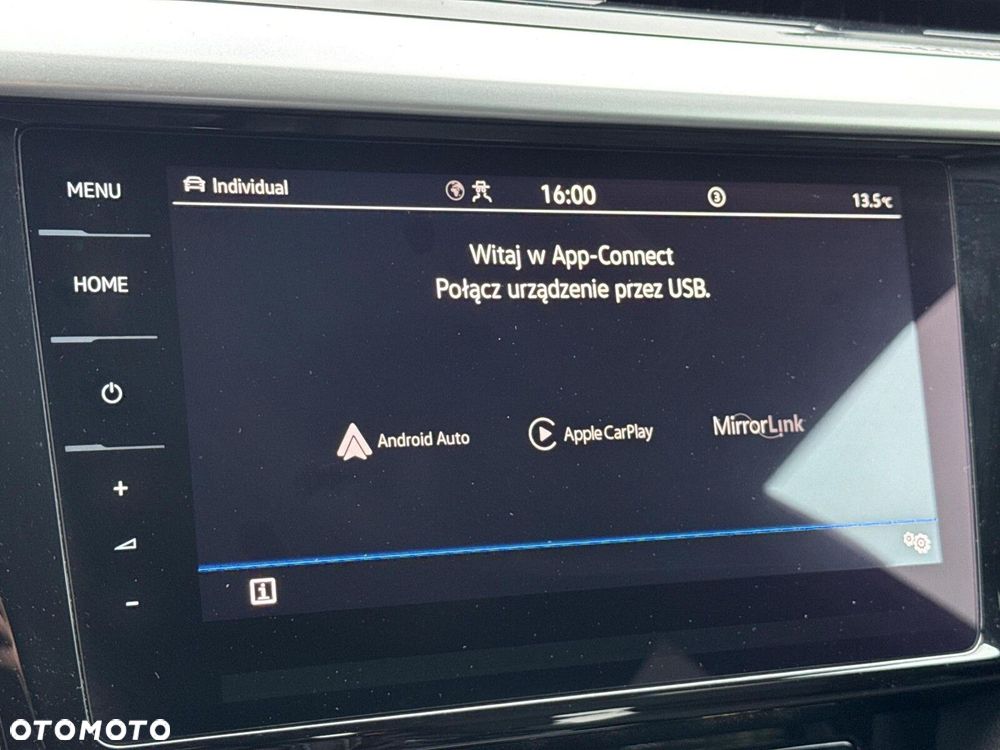 MENU
HOME
Individual
16:00
3
13.5°C
Witaj w App-Connect
Połącz urządzenie przez USB.
Android Auto
Apple CarPlay
MirrorLink
+
-
i
OTOMOTO